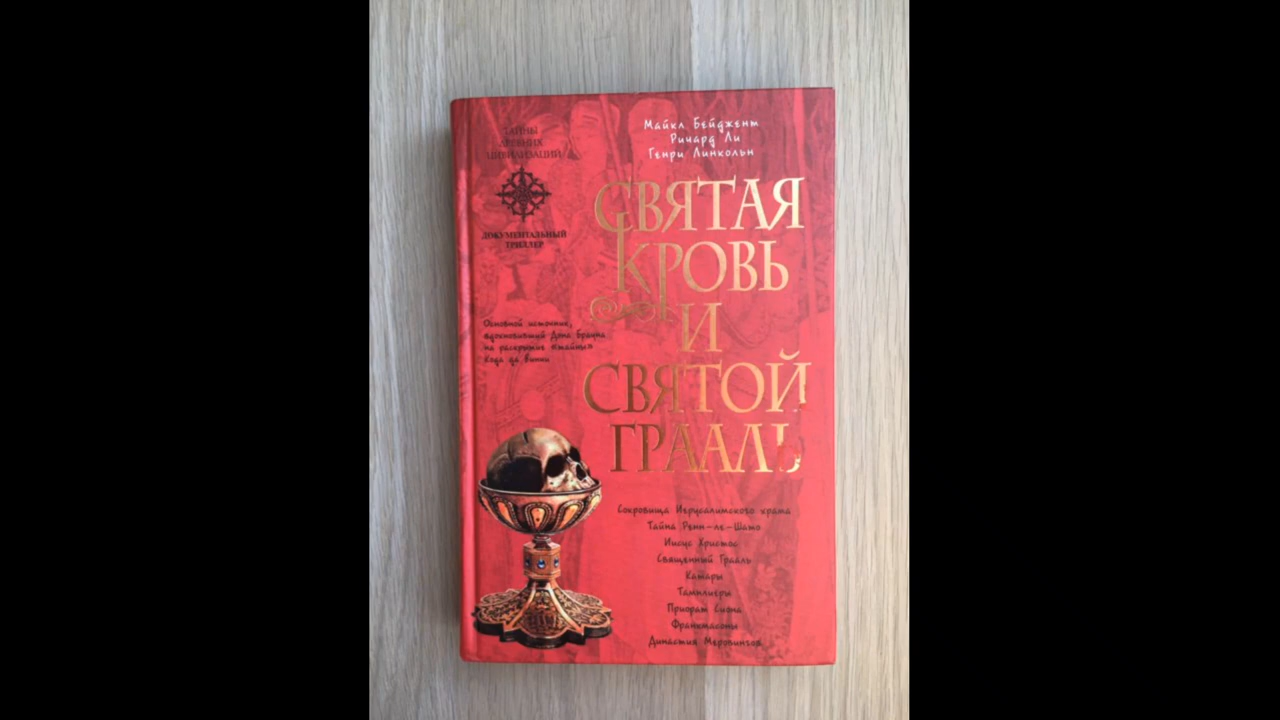 Майкл Бейджент
Ричард Ли
Генри Линкольн
ТАЙНЫ
ДРЕВНИХ
ЦИВИЛИЗАЦИЙ
ДОКУМЕНТАЛЬНЫЙ
ТРИЛЛЕР
СВЯТАЯ
КРОВЬ
И
СВЯТОЙ
ГРААЛЬ
Основной источник,
вдохновивший Дэна Брауна
на раскрытие «тайны»
Кода да Винчи
Сокровища Иерусалимского храма
Тайна Ренн-ле-Шато
Иисус Христос
Священный Грааль
Катары
Тамплиеры
Приорат Сиона
Франкмасоны
Династия Меровингов